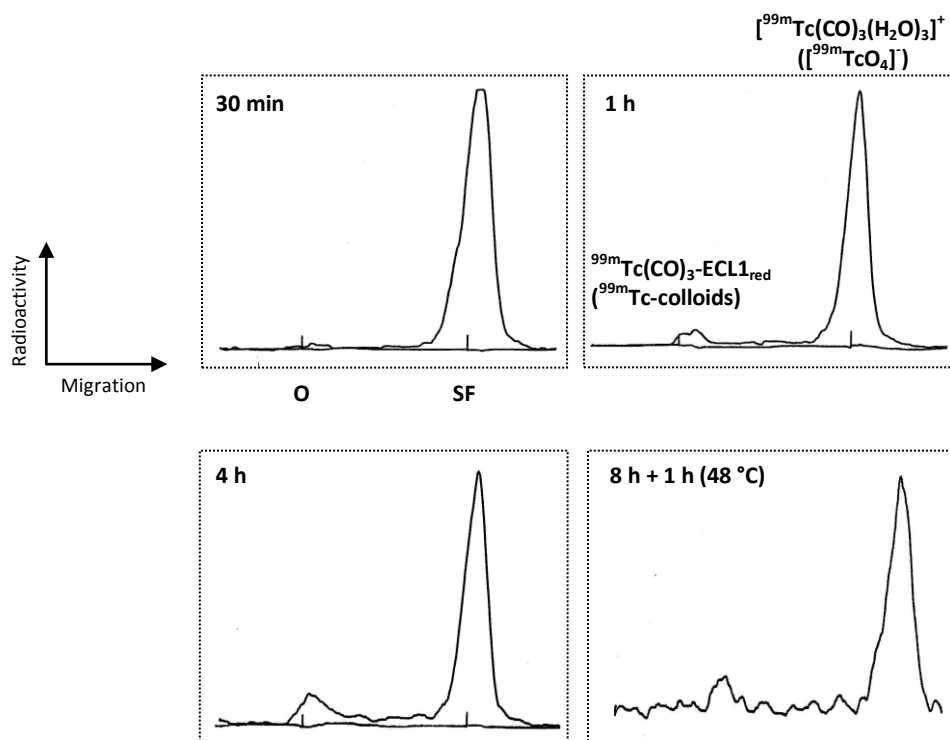 [⁹⁹ᵐTc(CO)₃(H₂O)₃]⁺
([⁹⁹ᵐTcO₄]⁻)
30 min
1 h
⁹⁹ᵐTc(CO)₃-ECL1red
(⁹⁹ᵐTc-colloids)
Radioactivity
Migration
O
SF
4 h
8 h + 1 h (48 °C)